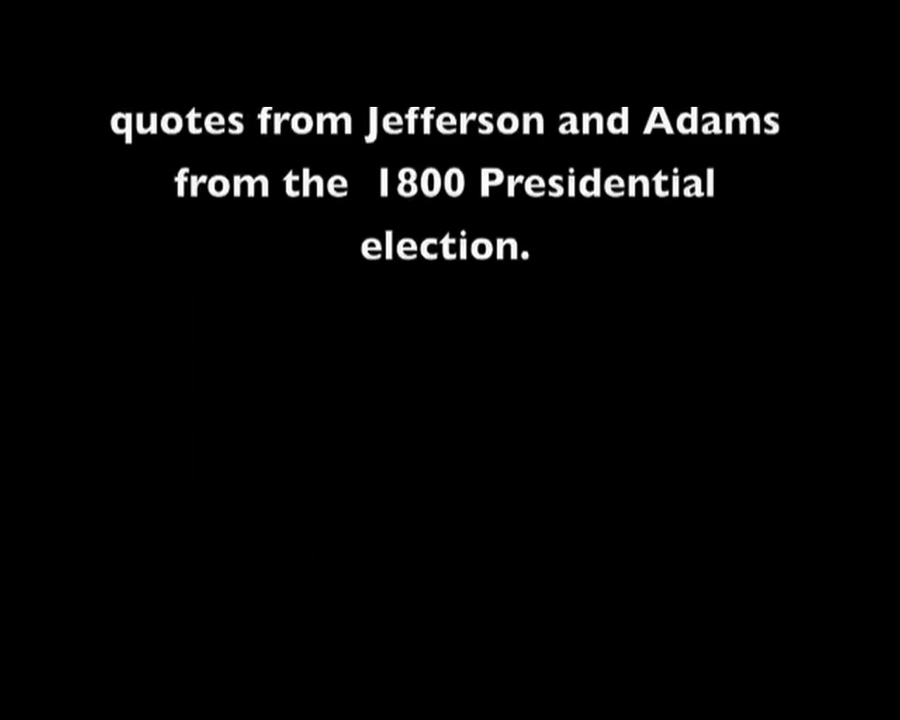 quotes from Jefferson and Adams
from the 1800 Presidential
election.